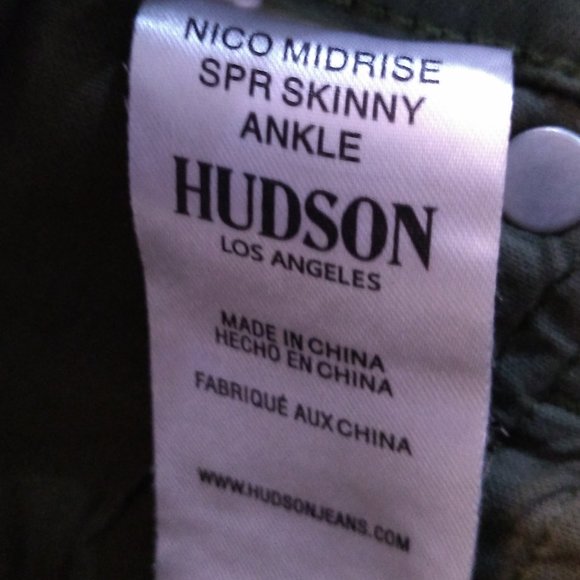 NICO MIDRISE
SPR SKINNY
ANKLE
HUDSON
LOS ANGELES
MADE IN CHINA
HECHO EN CHINA
FABRIQUÉ AUX CHINA
WWW.HUDSONJEANS.COM